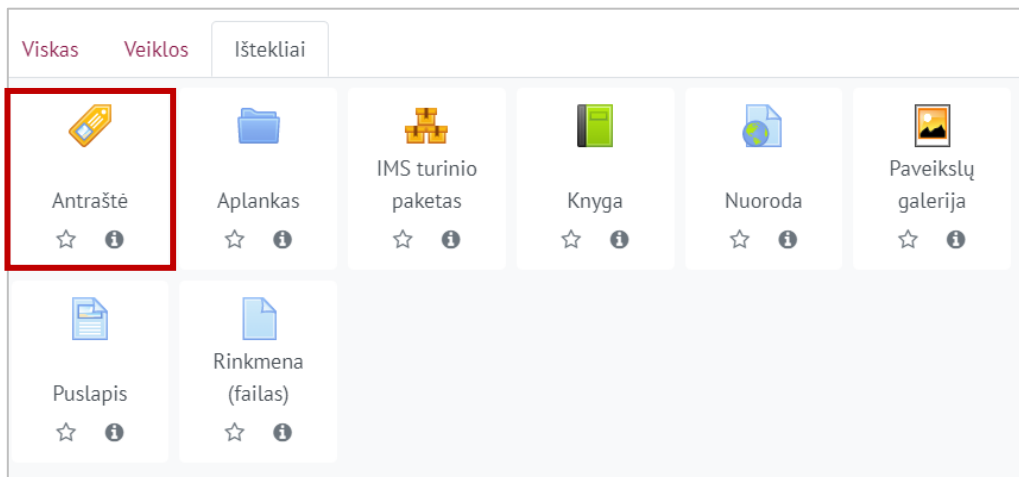 Viskas Veiklos Ištekliai
Antraštė
Aplankas
IMS turinio
paketas
Knyga
Nuoroda
Paveikslų
galerija
Puslapis
Rinkmena
(failas)